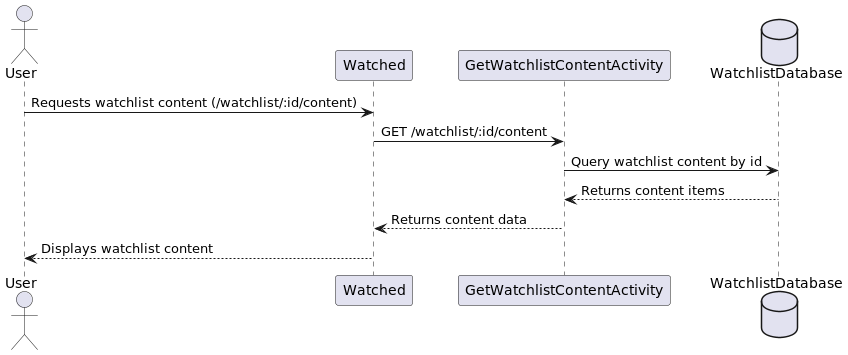 User
Watched
GetWatchlistContentActivity
WatchlistDatabase
Requests watchlist content (/watchlist/:id/content)
GET /watchlist/:id/content
Query watchlist content by id
Returns content items
Returns content data
Displays watchlist content
User
Watched
GetWatchlistContentActivity
WatchlistDatabase